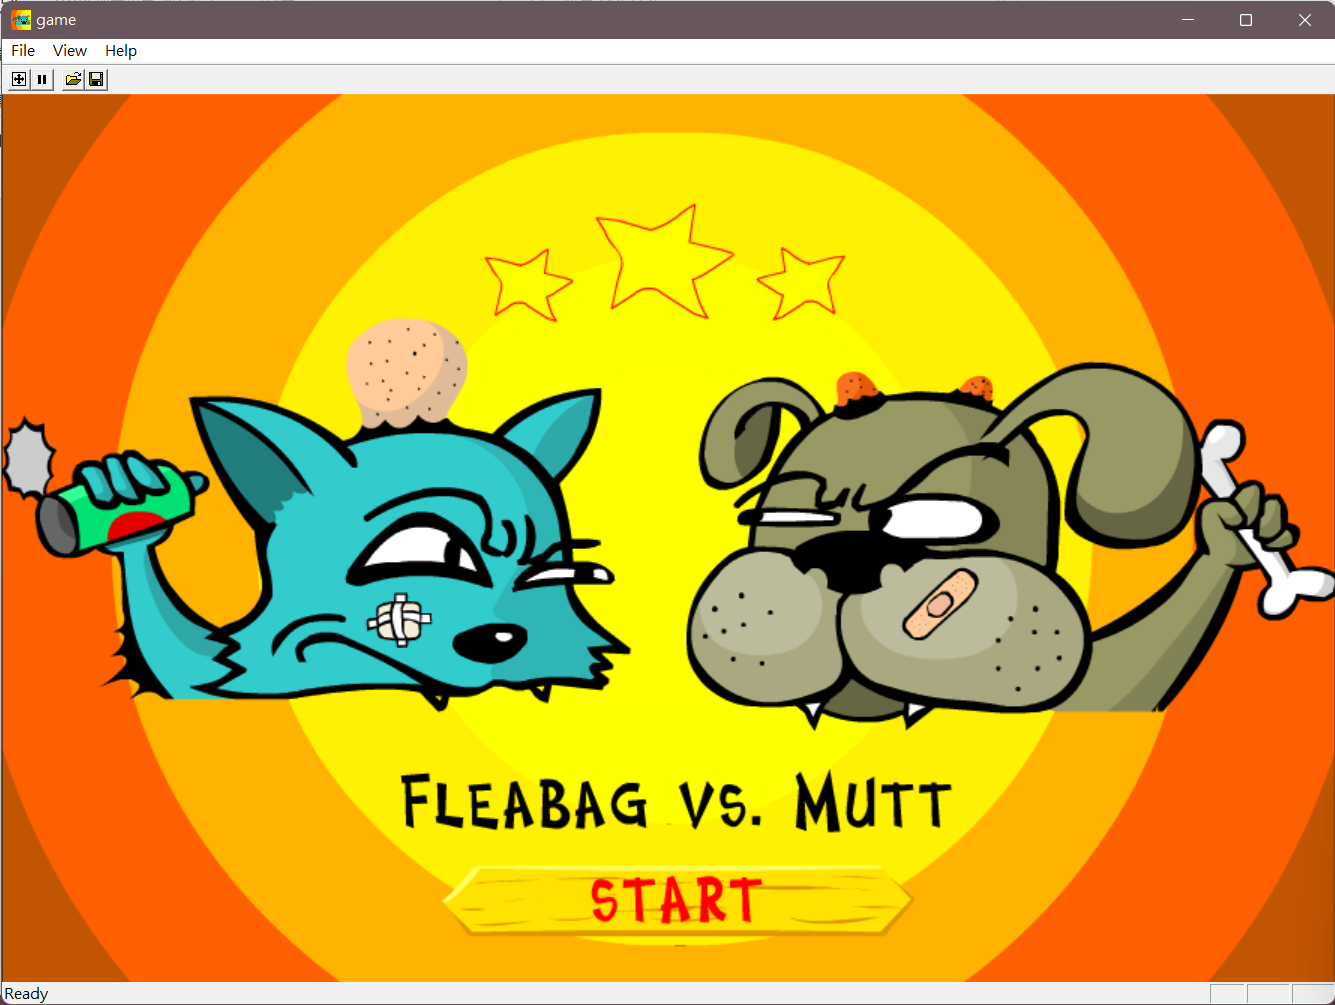 game
File View Help
FLEABAG VS. MUTT
START
Ready